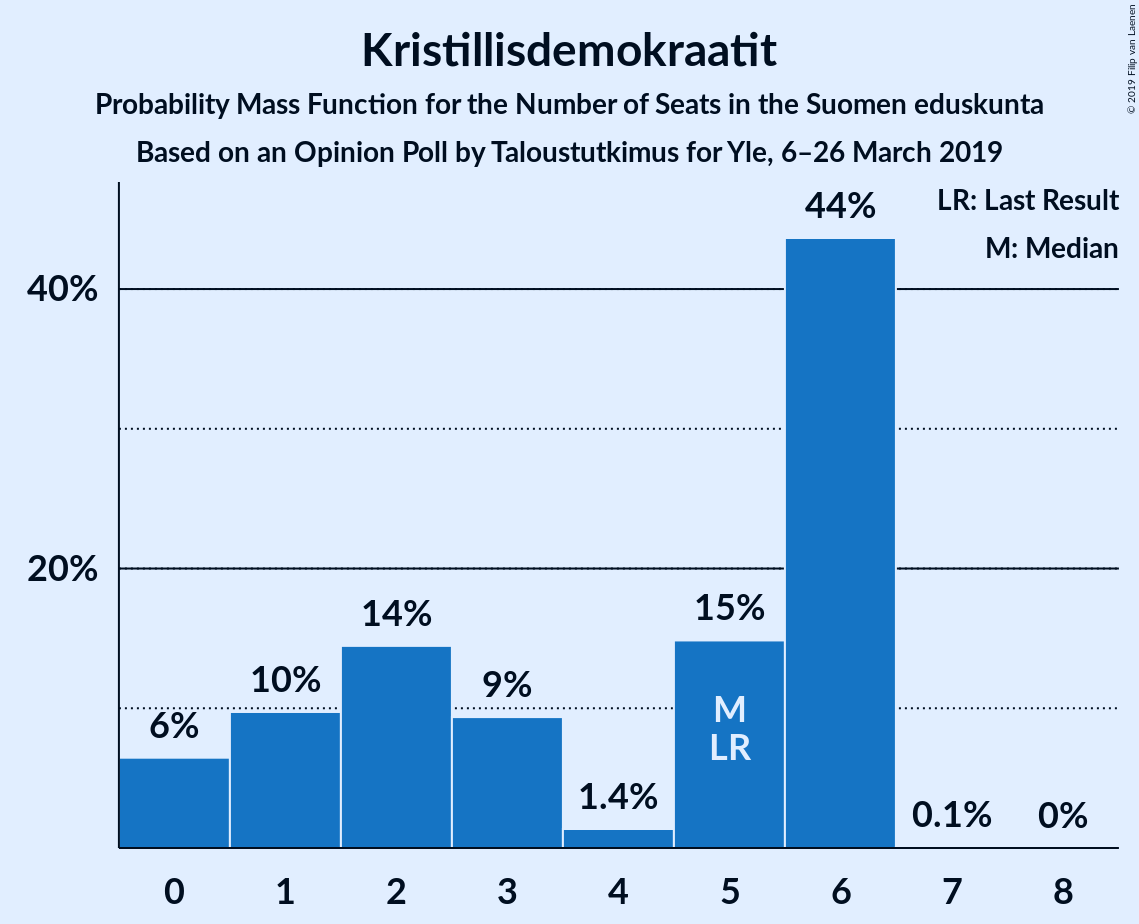 Kristillisdemokraatit
Probability Mass Function for the Number of Seats in the Suomen eduskunta
Based on an Opinion Poll by Taloustutkimus for Yle, 6–26 March 2019
© 2019 Filip van Laenen
LR: Last Result
M: Median
40%
20%
6%
10%
14%
9%
1.4%
15%
44%
0.1%
0%
M
LR
0 1 2 3 4 5 6 7 8